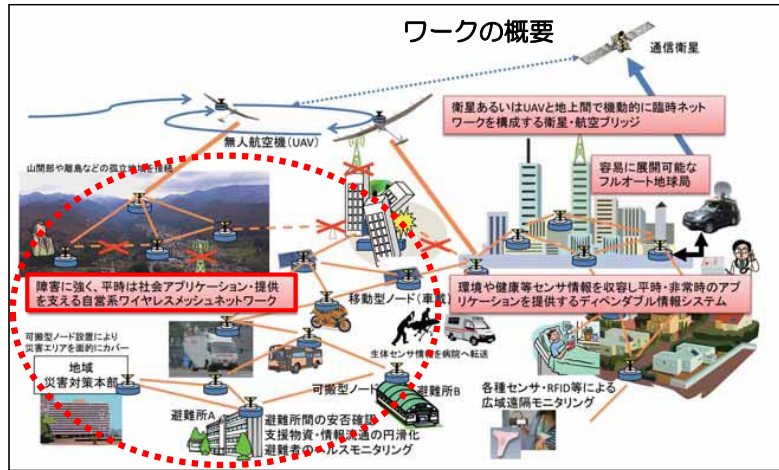 ワークの概要
通信衛星
衛星あるいはUAVと地上間で機動的に臨時ネット
ワークを構成する衛星・航空ブリッジ
無人航空機(UAV)
山間部や離島などの孤立地域を接続
容易に展開可能な
フルオート地球局
障害に強く、平時は社会アプリケーション・提供
を支える自営系ワイヤレスメッシュネットワーク
移動型ノード(車載)
環境や健康等センサ情報を収容し平時・非常時のアプ
リケーションを提供するディペンダブル情報システム
可搬型ノード設置により
災害エリアを面的にカバー
生体センサ情報を病院へ転送
地域
災害対策本部
可搬型ノード
避難所B
各種センサ・RFID等による
広域遠隔モニタリング
避難所A
避難所間の安否確認
支援物資・情報流通の円滑化
避難者のヘルスモニタリング